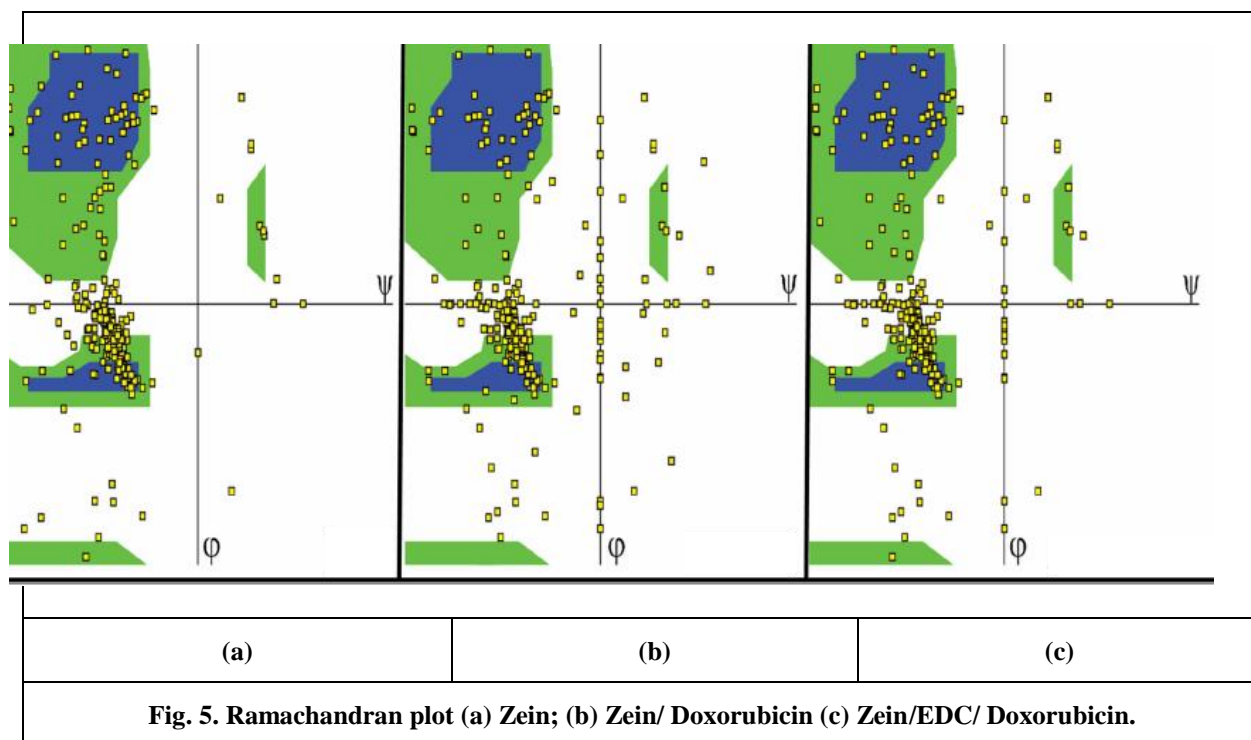 ψ ψ ψ
φ φ φ
(a) (b) (c)
Fig. 5. Ramachandran plot (a) Zein; (b) Zein/ Doxorubicin (c) Zein/EDC/ Doxorubicin.